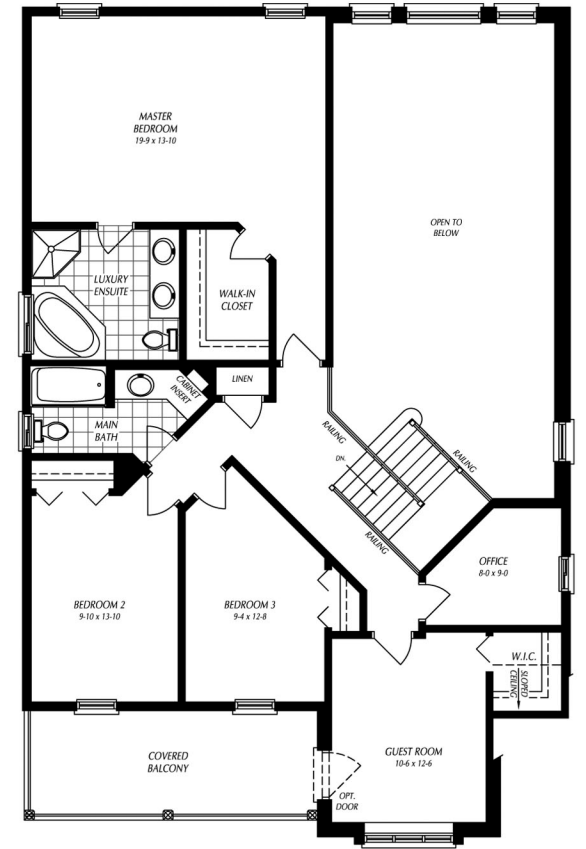 MASTER
BEDROOM
19-9 x 13-10
OPEN TO
BELOW
LUXURY
ENSUITE
WALK-IN
CLOSET
LINEN
CABINET
INSERT
MAIN
BATH
RAILING
DN.
RAILING
RAILING
OFFICE
8-0 x 9-0
BEDROOM 2
9-10 x 13-10
BEDROOM 3
9-4 x 12-8
W.I.C.
SLOPED
CEILING
COVERED
BALCONY
GUEST ROOM
10-6 x 12-6
OPT.
DOOR